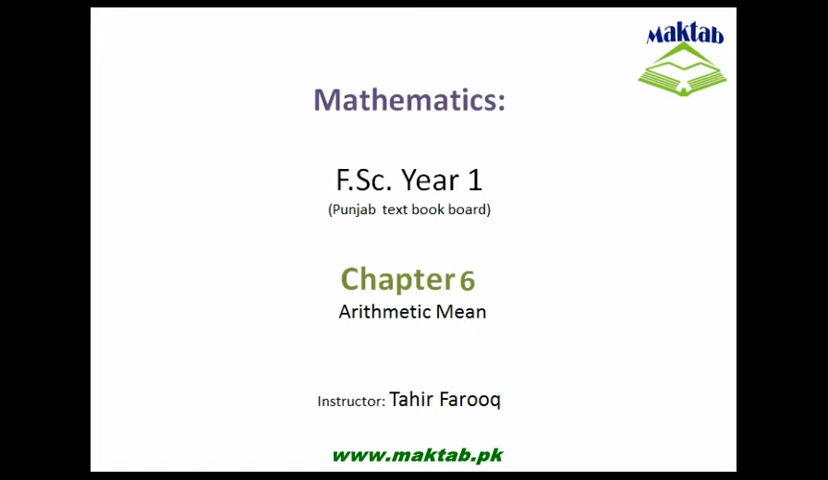 Maktab
Mathematics:
F.Sc. Year 1
(Punjab text book board)
Chapter 6
Arithmetic Mean
Instructor: Tahir Farooq
www.maktab.pk